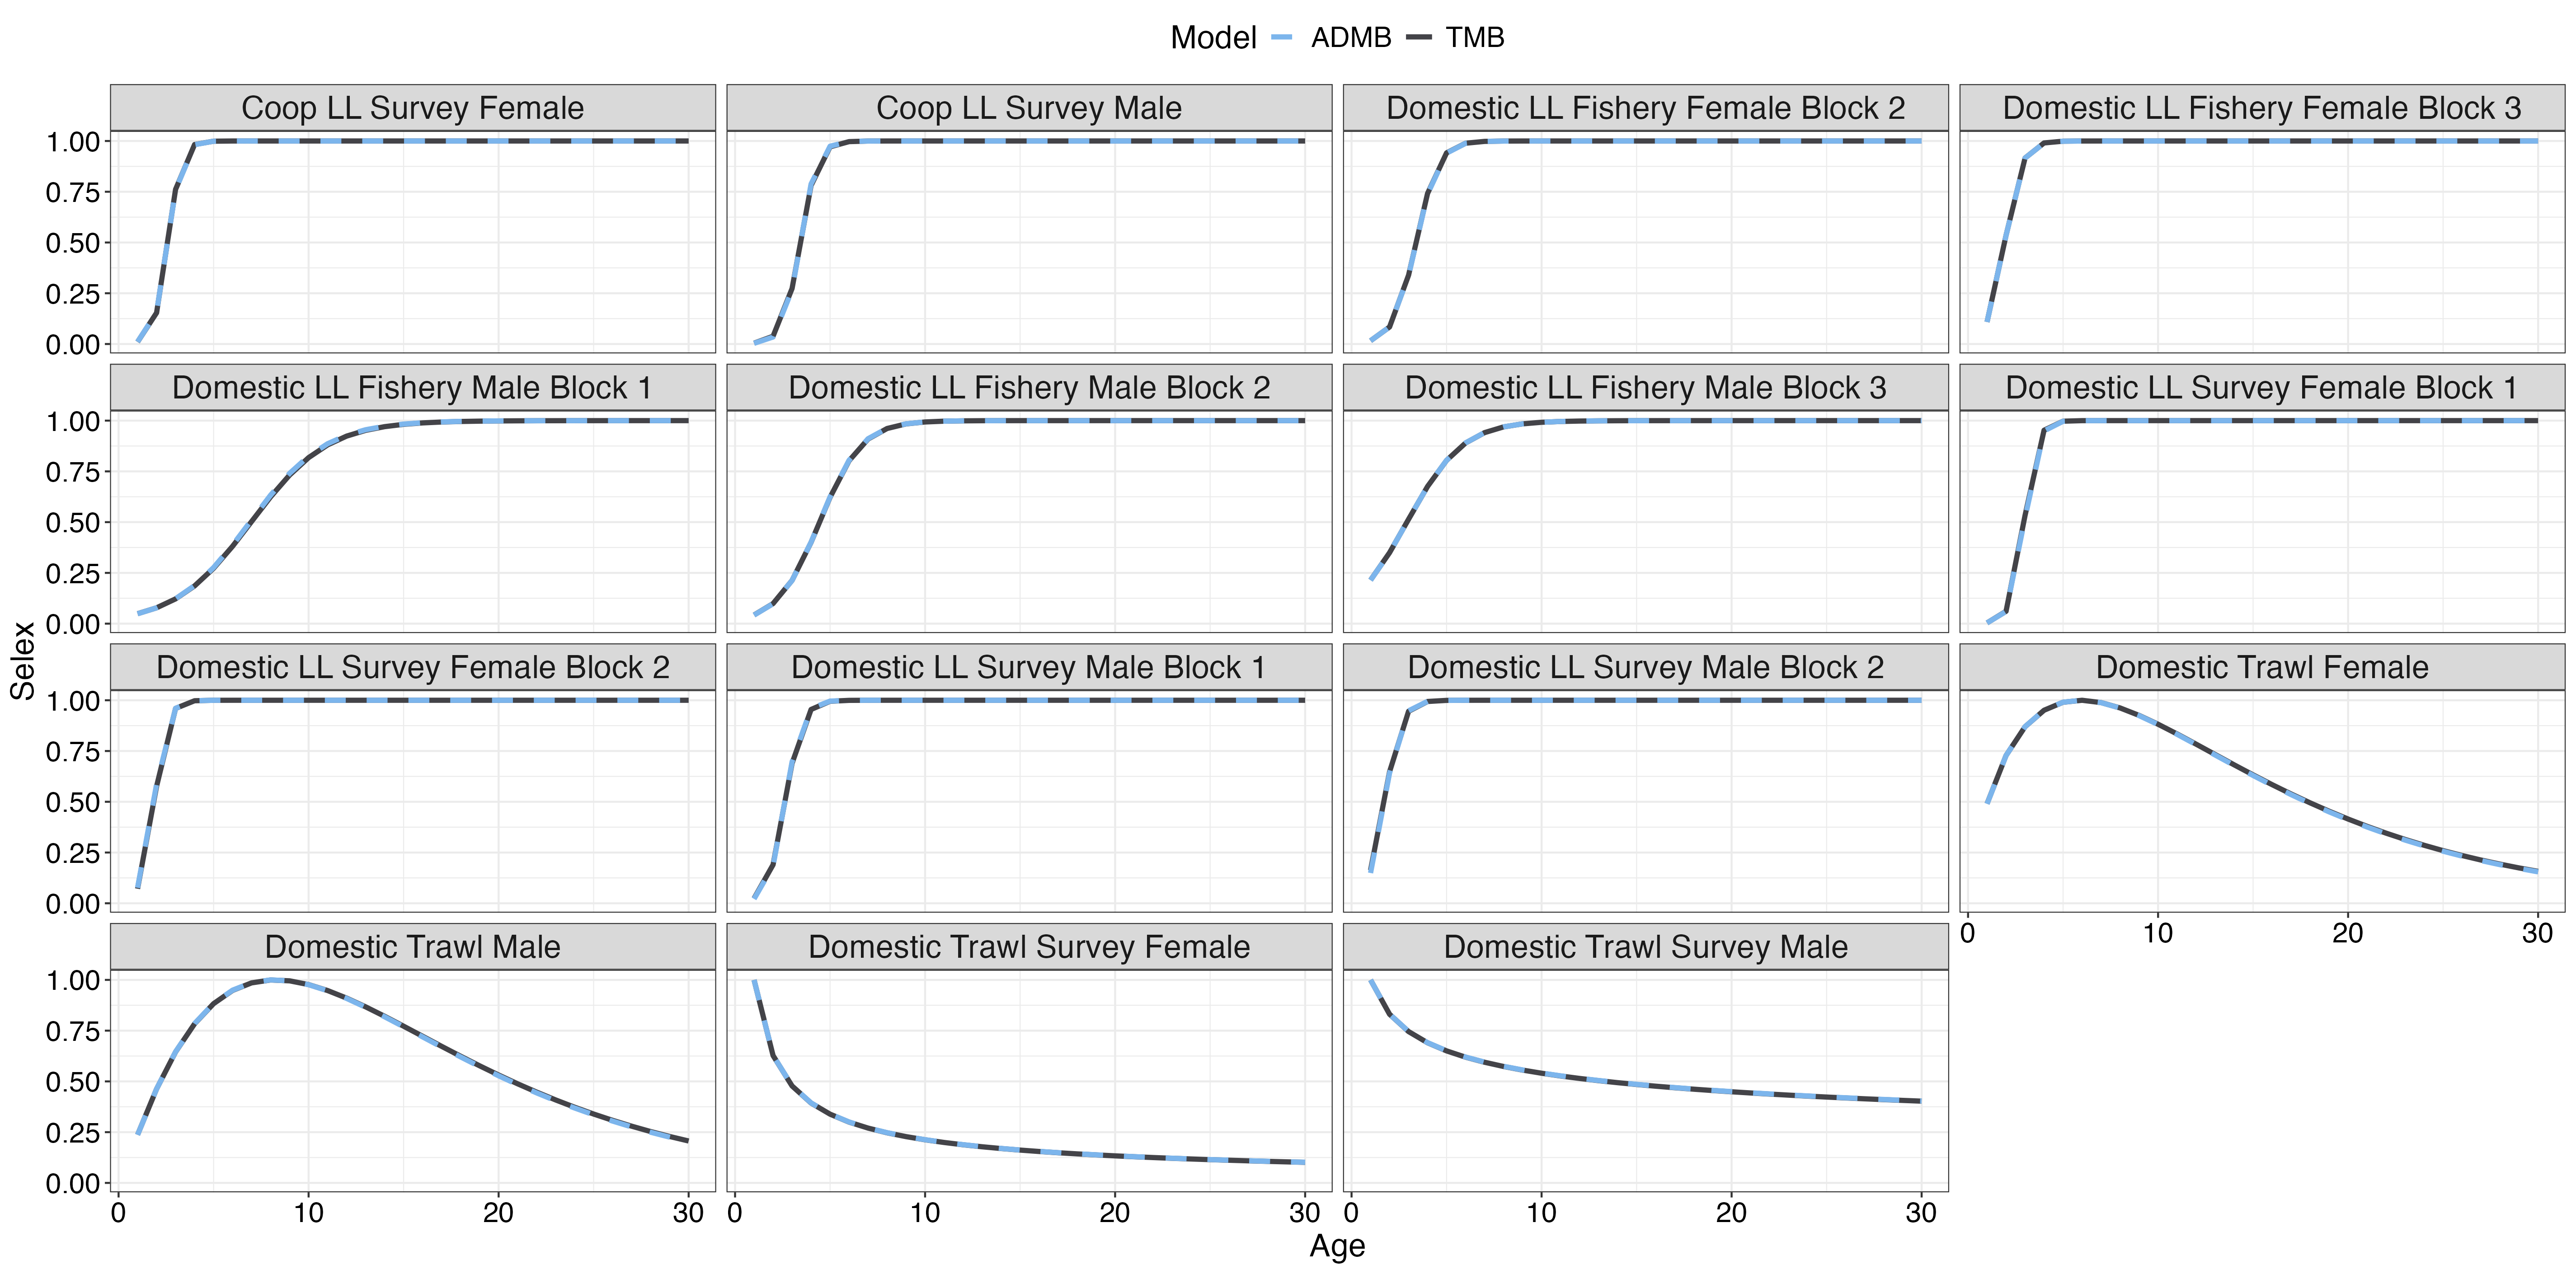 Model ADMB TMB
Coop LL Survey Female
Coop LL Survey Male
Domestic LL Fishery Female Block 2
Domestic LL Fishery Female Block 3
1.00
0.75
0.50
0.25
0.00
Domestic LL Fishery Male Block 1
Domestic LL Fishery Male Block 2
Domestic LL Fishery Male Block 3
Domestic LL Survey Female Block 1
1.00
0.75
0.50
0.25
0.00
Selex
Domestic LL Survey Female Block 2
Domestic LL Survey Male Block 1
Domestic LL Survey Male Block 2
Domestic Trawl Female
1.00
0.75
0.50
0.25
0.00
0 10 20 30
Domestic Trawl Male
Domestic Trawl Survey Female
Domestic Trawl Survey Male
1.00
0.75
0.50
0.25
0.00
0 10 20 30
0 10 20 30
0 10 20 30
Age